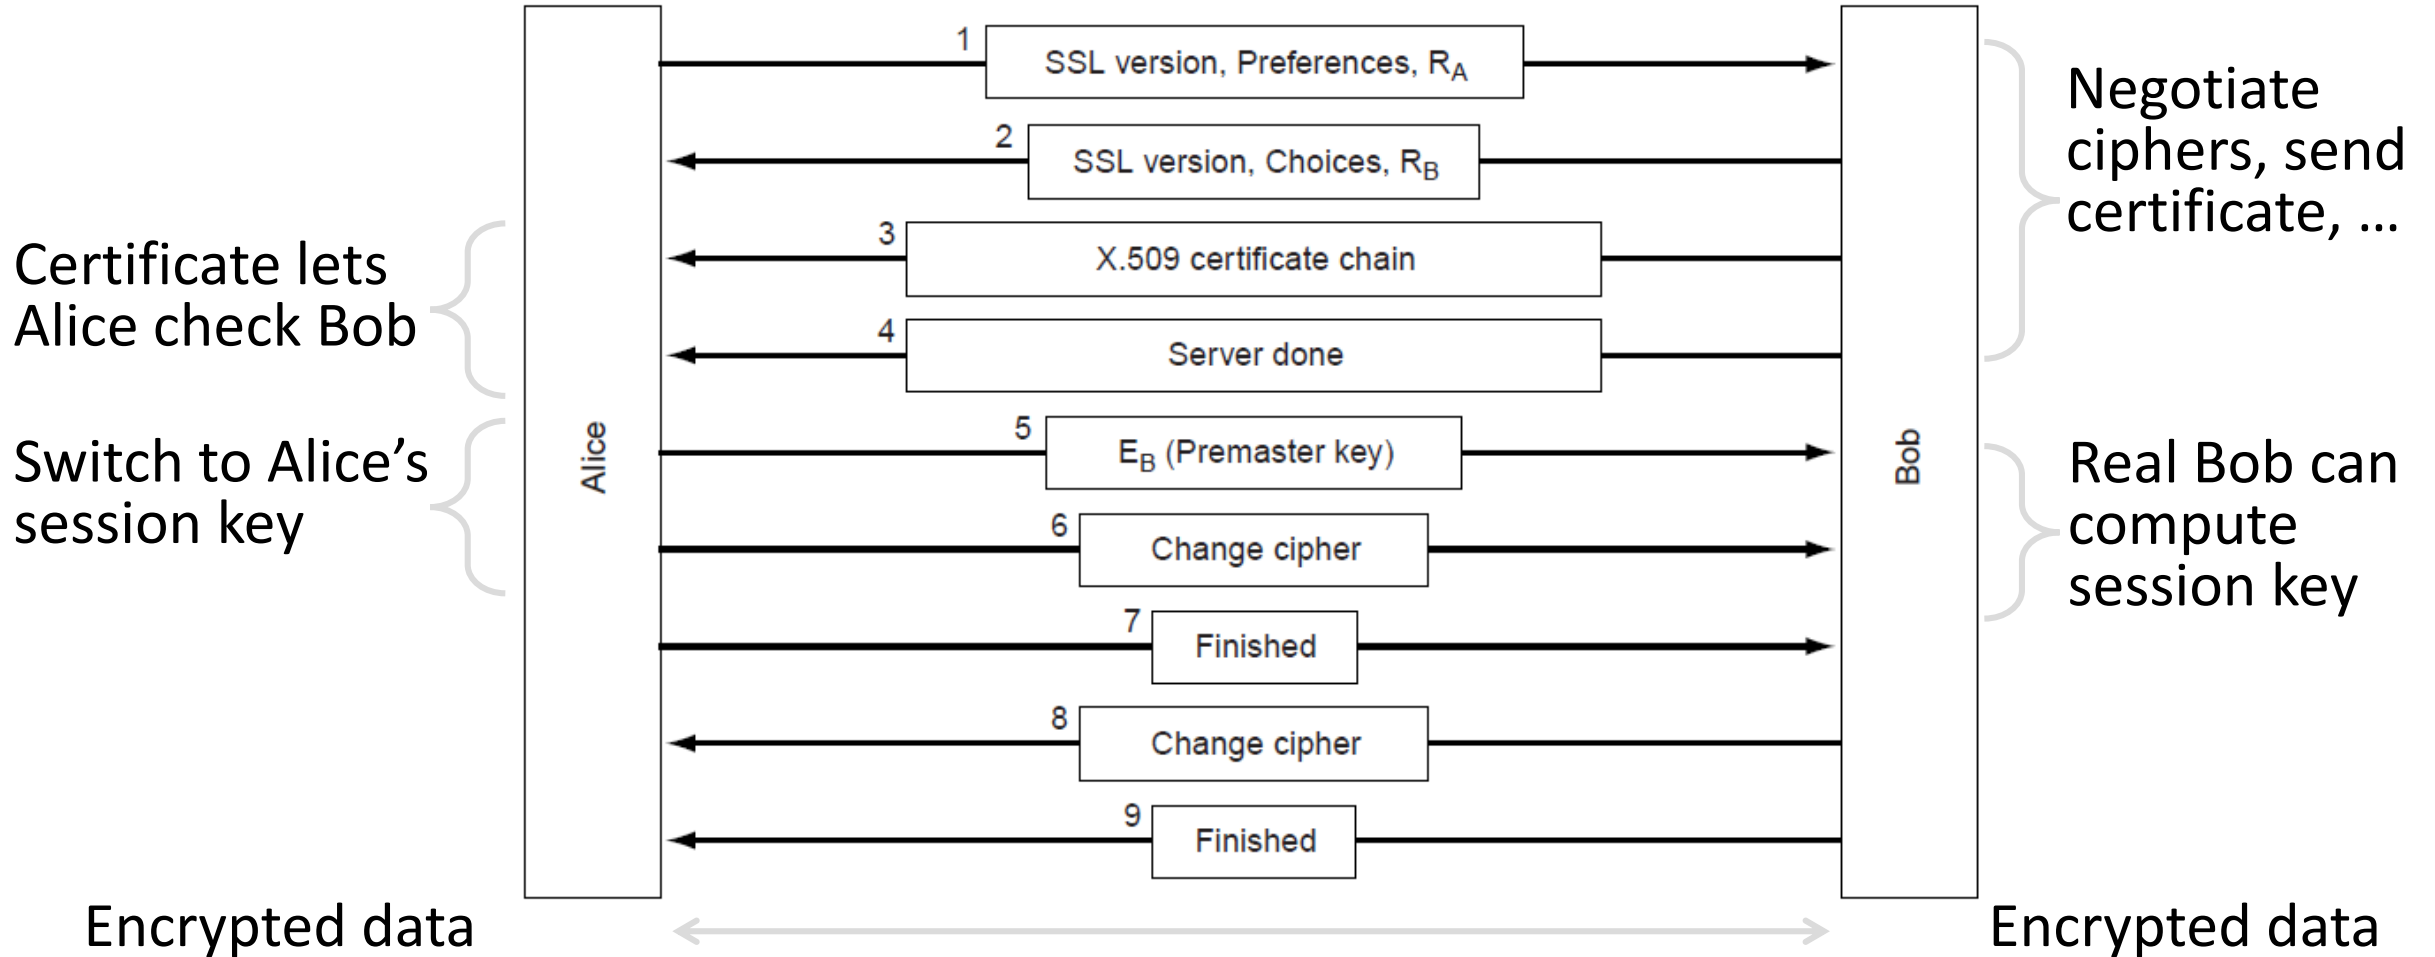 1
SSL version, Preferences, RA
2
SSL version, Choices, RB
3
X.509 certificate chain
4
Server done
5
EB (Premaster key)
6
Change cipher
7
Finished
8
Change cipher
9
Finished
Alice
Bob
Certificate lets
Alice check Bob
Switch to Alice’s
session key
Negotiate
ciphers, send
certificate, ...
Real Bob can
compute
session key
Encrypted data
Encrypted data